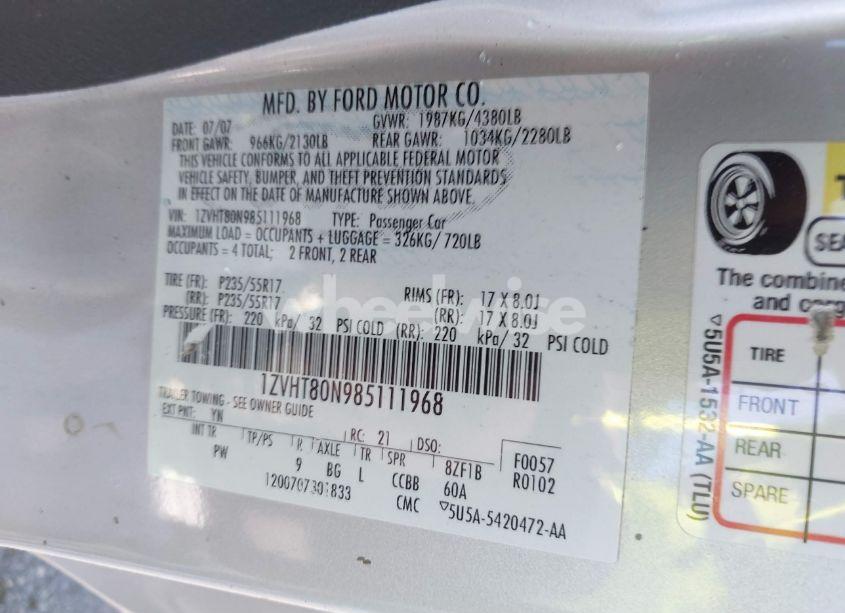 MFD. BY FORD MOTOR CO.
DATE: 07/07 GVWR: 1987KG/4380LB
FRONT GAWR: 966KG/2130LB REAR GAWR: 1034KG/2280LB
THIS VEHICLE CONFORMS TO ALL APPLICABLE FEDERAL MOTOR
VEHICLE SAFETY, BUMPER, AND THEFT PREVENTION STANDARDS
IN EFFECT ON THE DATE OF MANUFACTURE SHOWN ABOVE.
VIN: 1ZVHT80N985111968 TYPE: Passenger Car
MAXIMUM LOAD = OCCUPANTS + LUGGAGE = 326KG/720LB
OCCUPANTS = 4 TOTAL; 2 FRONT, 2 REAR
TIRE (FR): P235/55R17 RIMS (FR): 17 X 8.0J
(RR): P235/55R17 (RR): 17 X 8.0J
PRESSURE (FR): 220 kPa/ 32 PSI COLD (RR): 220 kPa/ 32 PSI COLD
wheelwise
1ZVHT80N985111968
TRAILER TOWING - SEE OWNER GUIDE
EXT PNT: YN RC: 21 DSO:
INT TR TP/PS R AXLE TR SPR 8ZF1B F0057
PW 9 BG L CCBB 60A R0102
CMC ▽5U5A-5420472-AA
SEA
The combine
and carg
TIRE
FRONT
REAR
SPARE
▽5U5A-1532-AA (TLU)